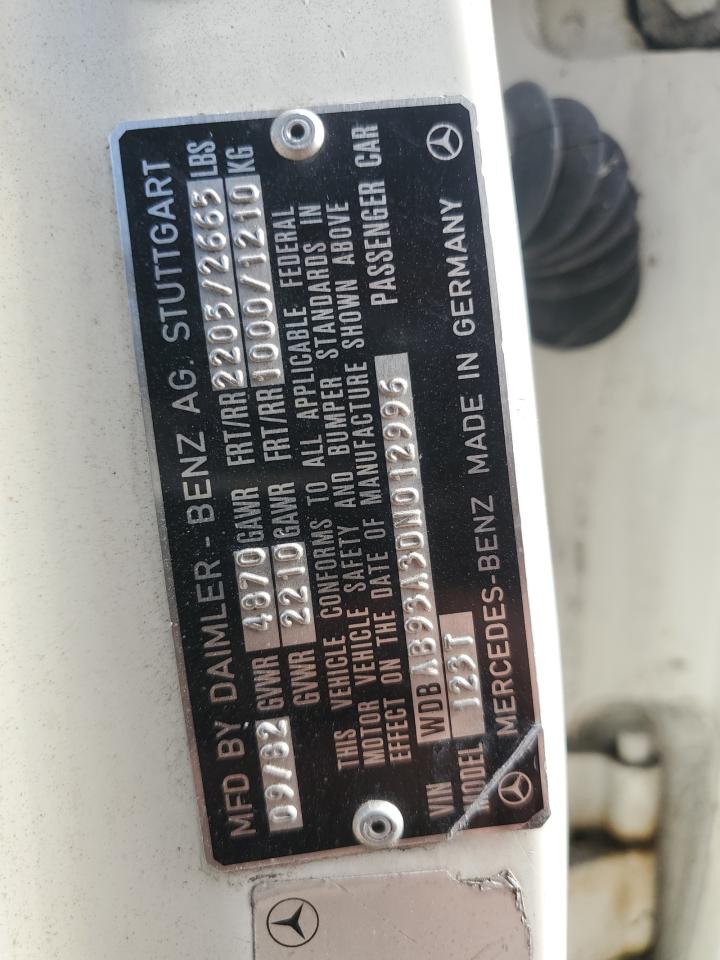 MFD BY DAIMLER - BENZ AG. STUTTGART
09/82 GVWR 4870 GAWR FRT/RR 2205/2665 LBS.
GVWR 2210 GAWR FRT/RR 1000/1210 KG
THIS VEHICLE CONFORMS TO ALL APPLICABLE FEDERAL
MOTOR VEHICLE SAFETY AND BUMPER STANDARDS IN
EFFECT ON THE DATE OF MANUFACTURE SHOWN ABOVE
VIN WDB AB93A3DN012996 PASSENGER CAR
MODEL 123T
MERCEDES-BENZ MADE IN GERMANY